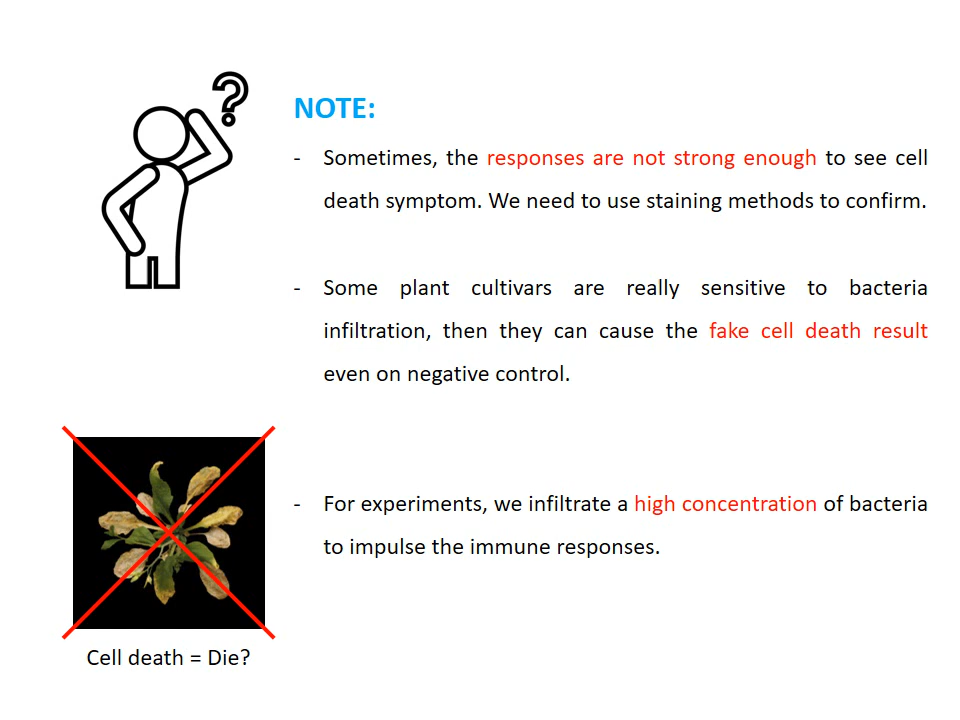 ?
NOTE:
- Sometimes, the responses are not strong enough to see cell
death symptom. We need to use staining methods to confirm.
- Some plant cultivars are really sensitive to bacteria
infiltration, then they can cause the fake cell death result
even on negative control.
- For experiments, we infiltrate a high concentration of bacteria
to impulse the immune responses.
Cell death = Die?